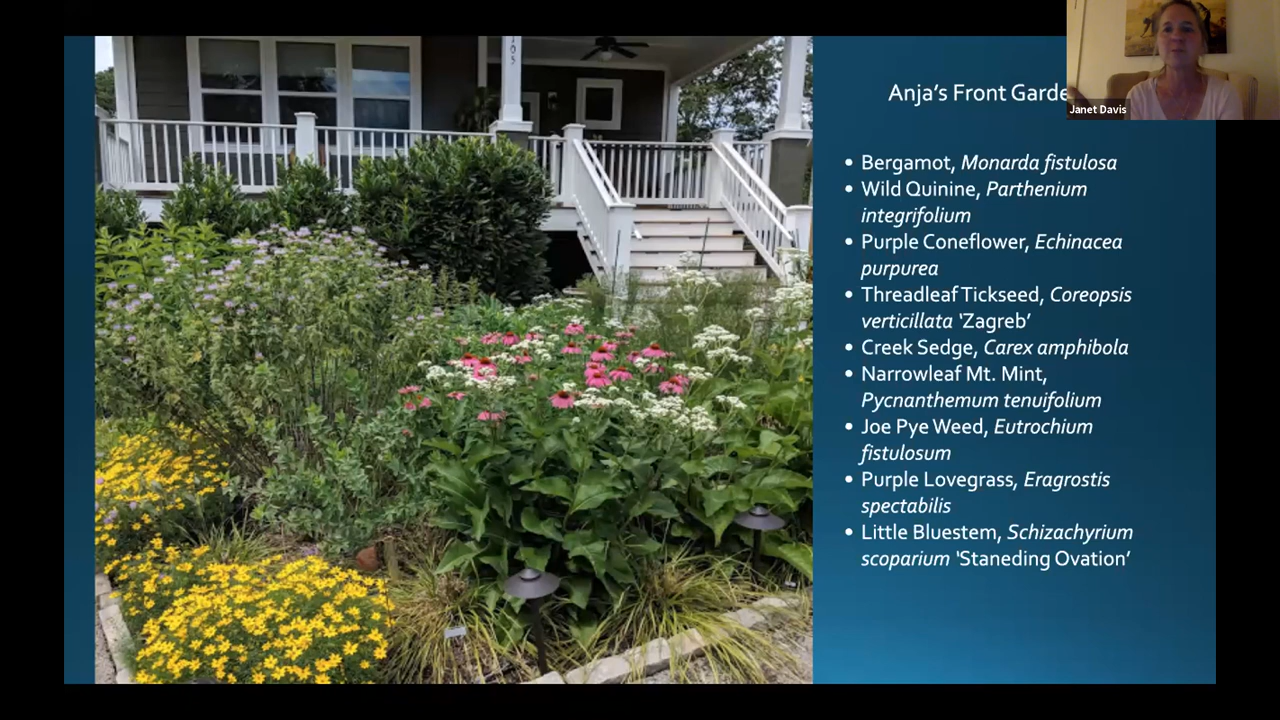 Anja's Front Garde
Janet Davis
• Bergamot, Monarda fistulosa
• Wild Quinine, Parthenium
integrifolium
• Purple Coneflower, Echinacea
purpurea
• Threadleaf Tickseed, Coreopsis
verticillata 'Zagreb'
• Creek Sedge, Carex amphibola
• Narrowleaf Mt. Mint,
Pycnanthemum tenuifolium
• Joe Pye Weed, Eutrochium
fistulosum
• Purple Lovegrass, Eragrostis
spectabilis
• Little Bluestem, Schizachyrium
scoparium 'Staneding Ovation'